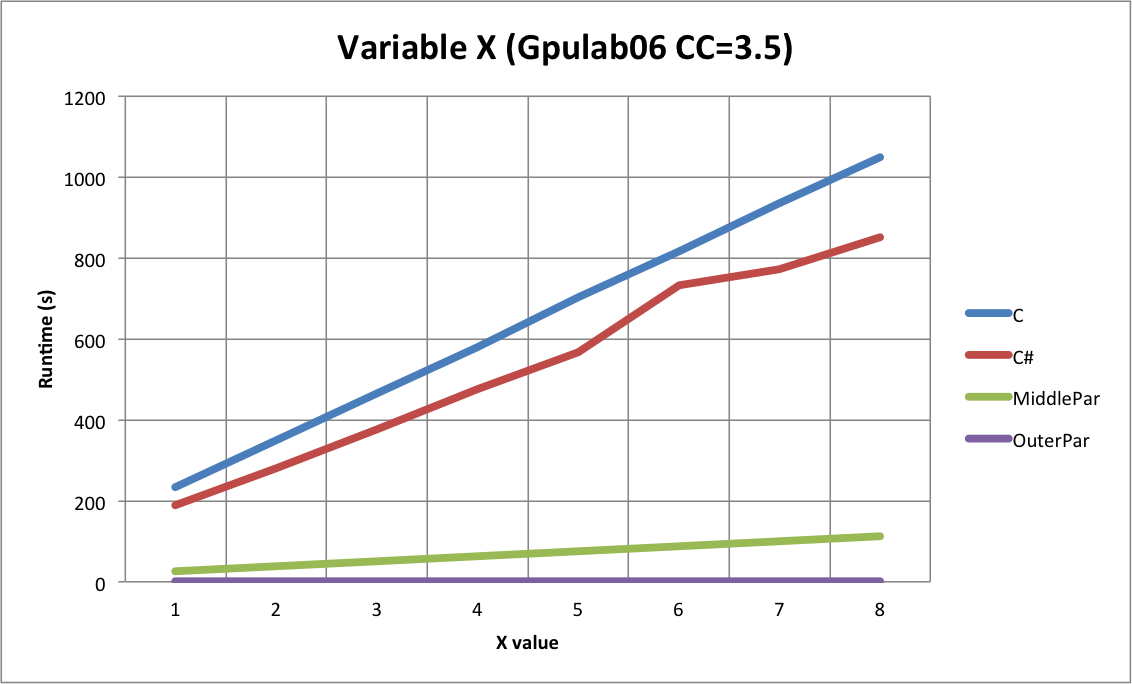 Variable X (Gpulab06 CC=3.5)
1200
1000
800
600
400
200
0
Runtime (s)
1 2 3 4 5 6 7 8
X value
C
C#
MiddlePar
OuterPar